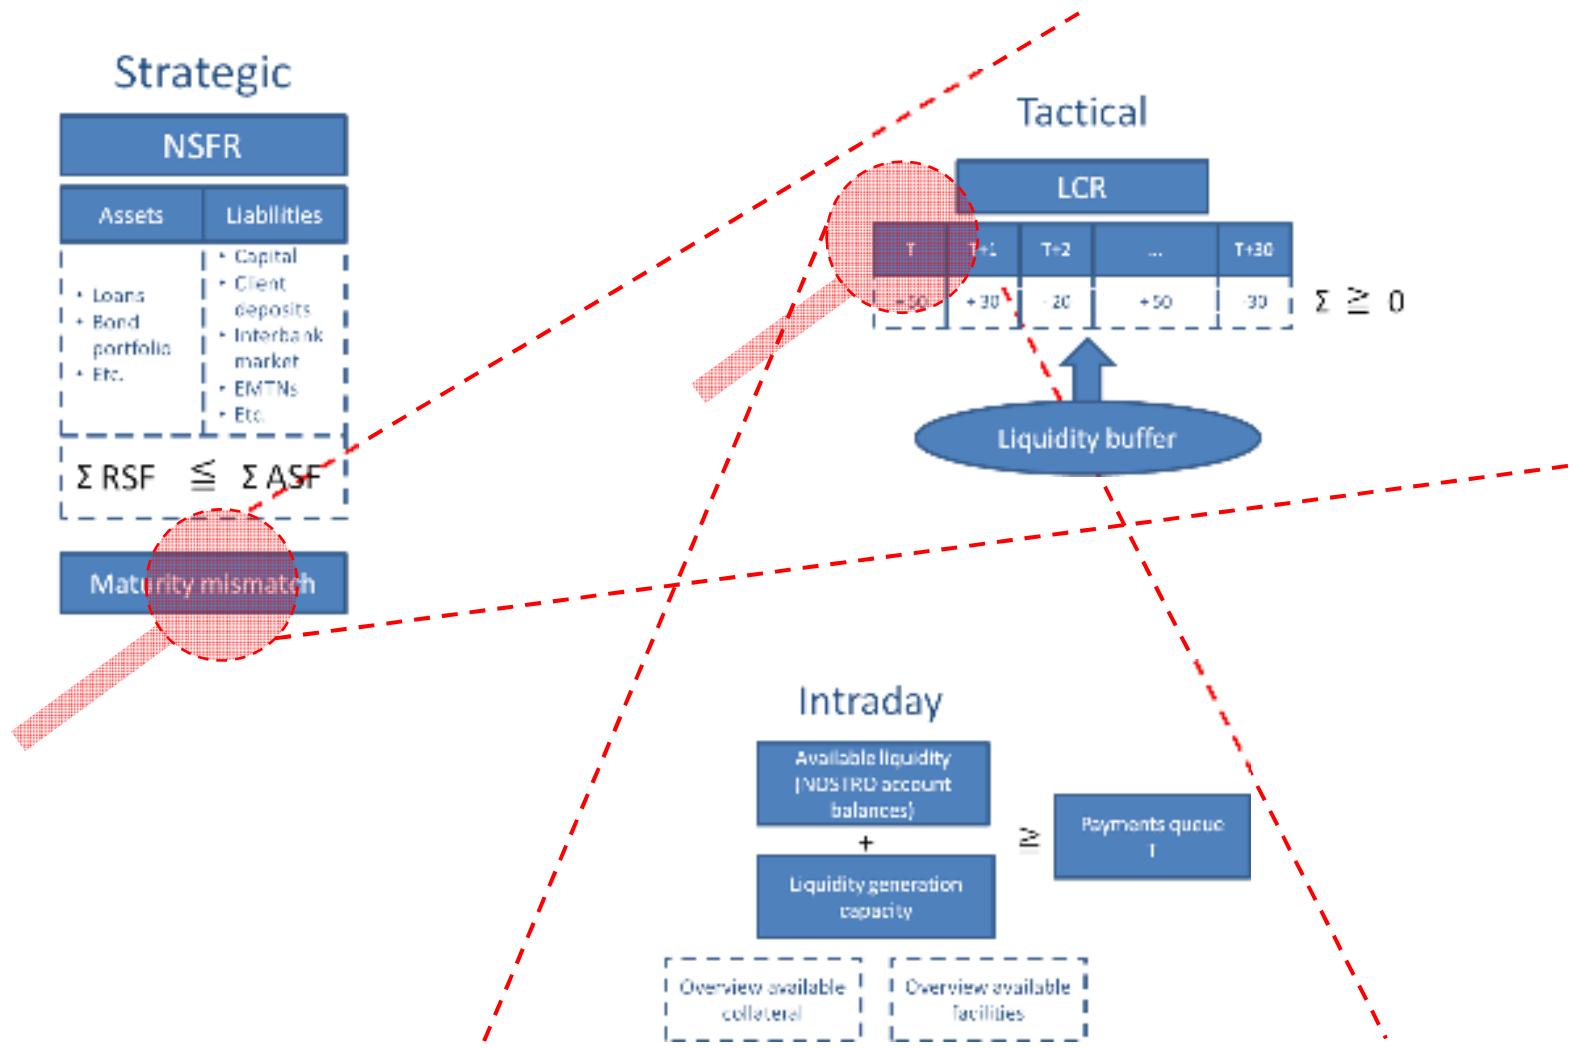 Strategic
NSFR
Assets
Liabilities
• Loans
• Bond
portfolio
• Etc.
• Capital
• Client
deposits
• Interbank
market
• EMTNs
• Etc.
Σ RSF ≦ Σ ASF
Maturity mismatch
Tactical
LCR
T T+1 T+2 ... T+30
+ 30 - 20 + 50 -30
Σ ≧ 0
Liquidity buffer
Intraday
Available liquidity
(NOSTRO account
balances)
+
Liquidity generation
capacity
≧
Payments queue
T
Overview available
collateral
Overview available
facilities